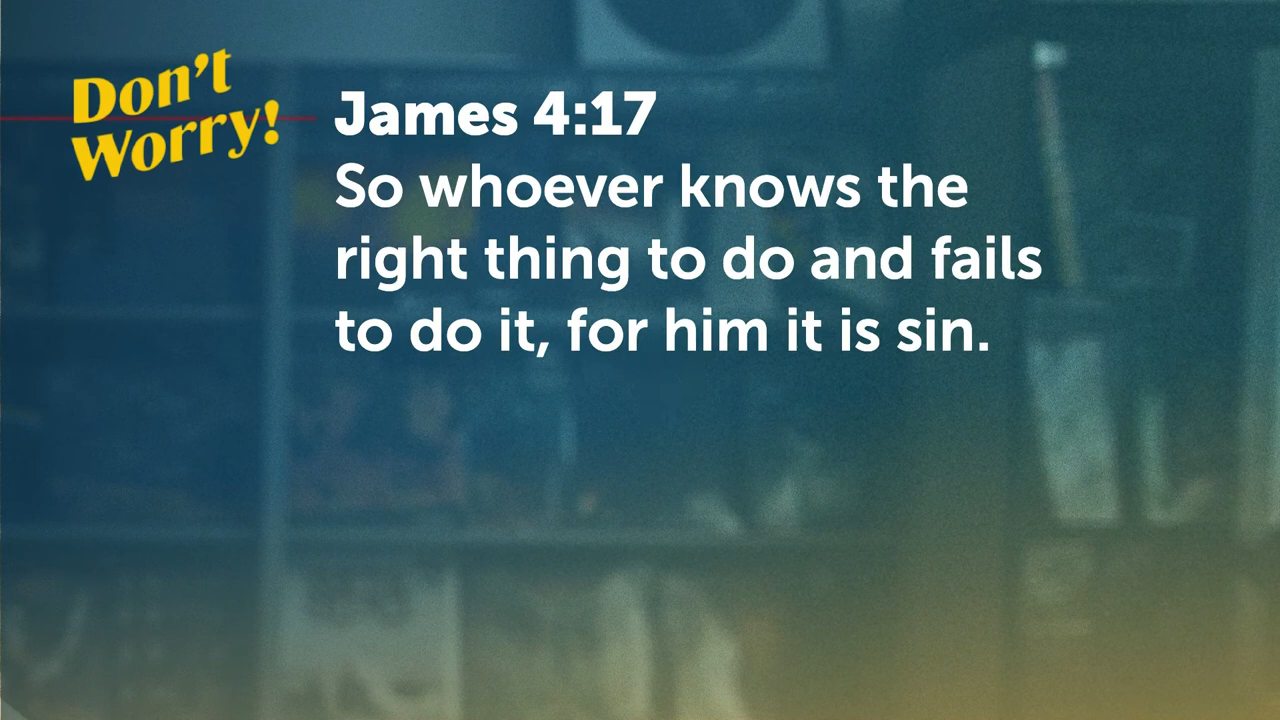 Don't
Worry!
James 4:17
So whoever knows the
right thing to do and fails
to do it, for him it is sin.